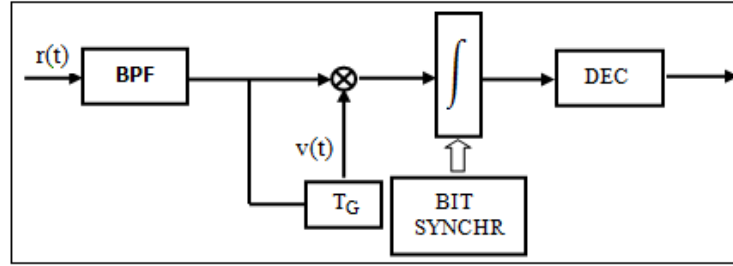 r(t)
BPF
∫
DEC
v(t)
T_G
BIT
SYNCHR